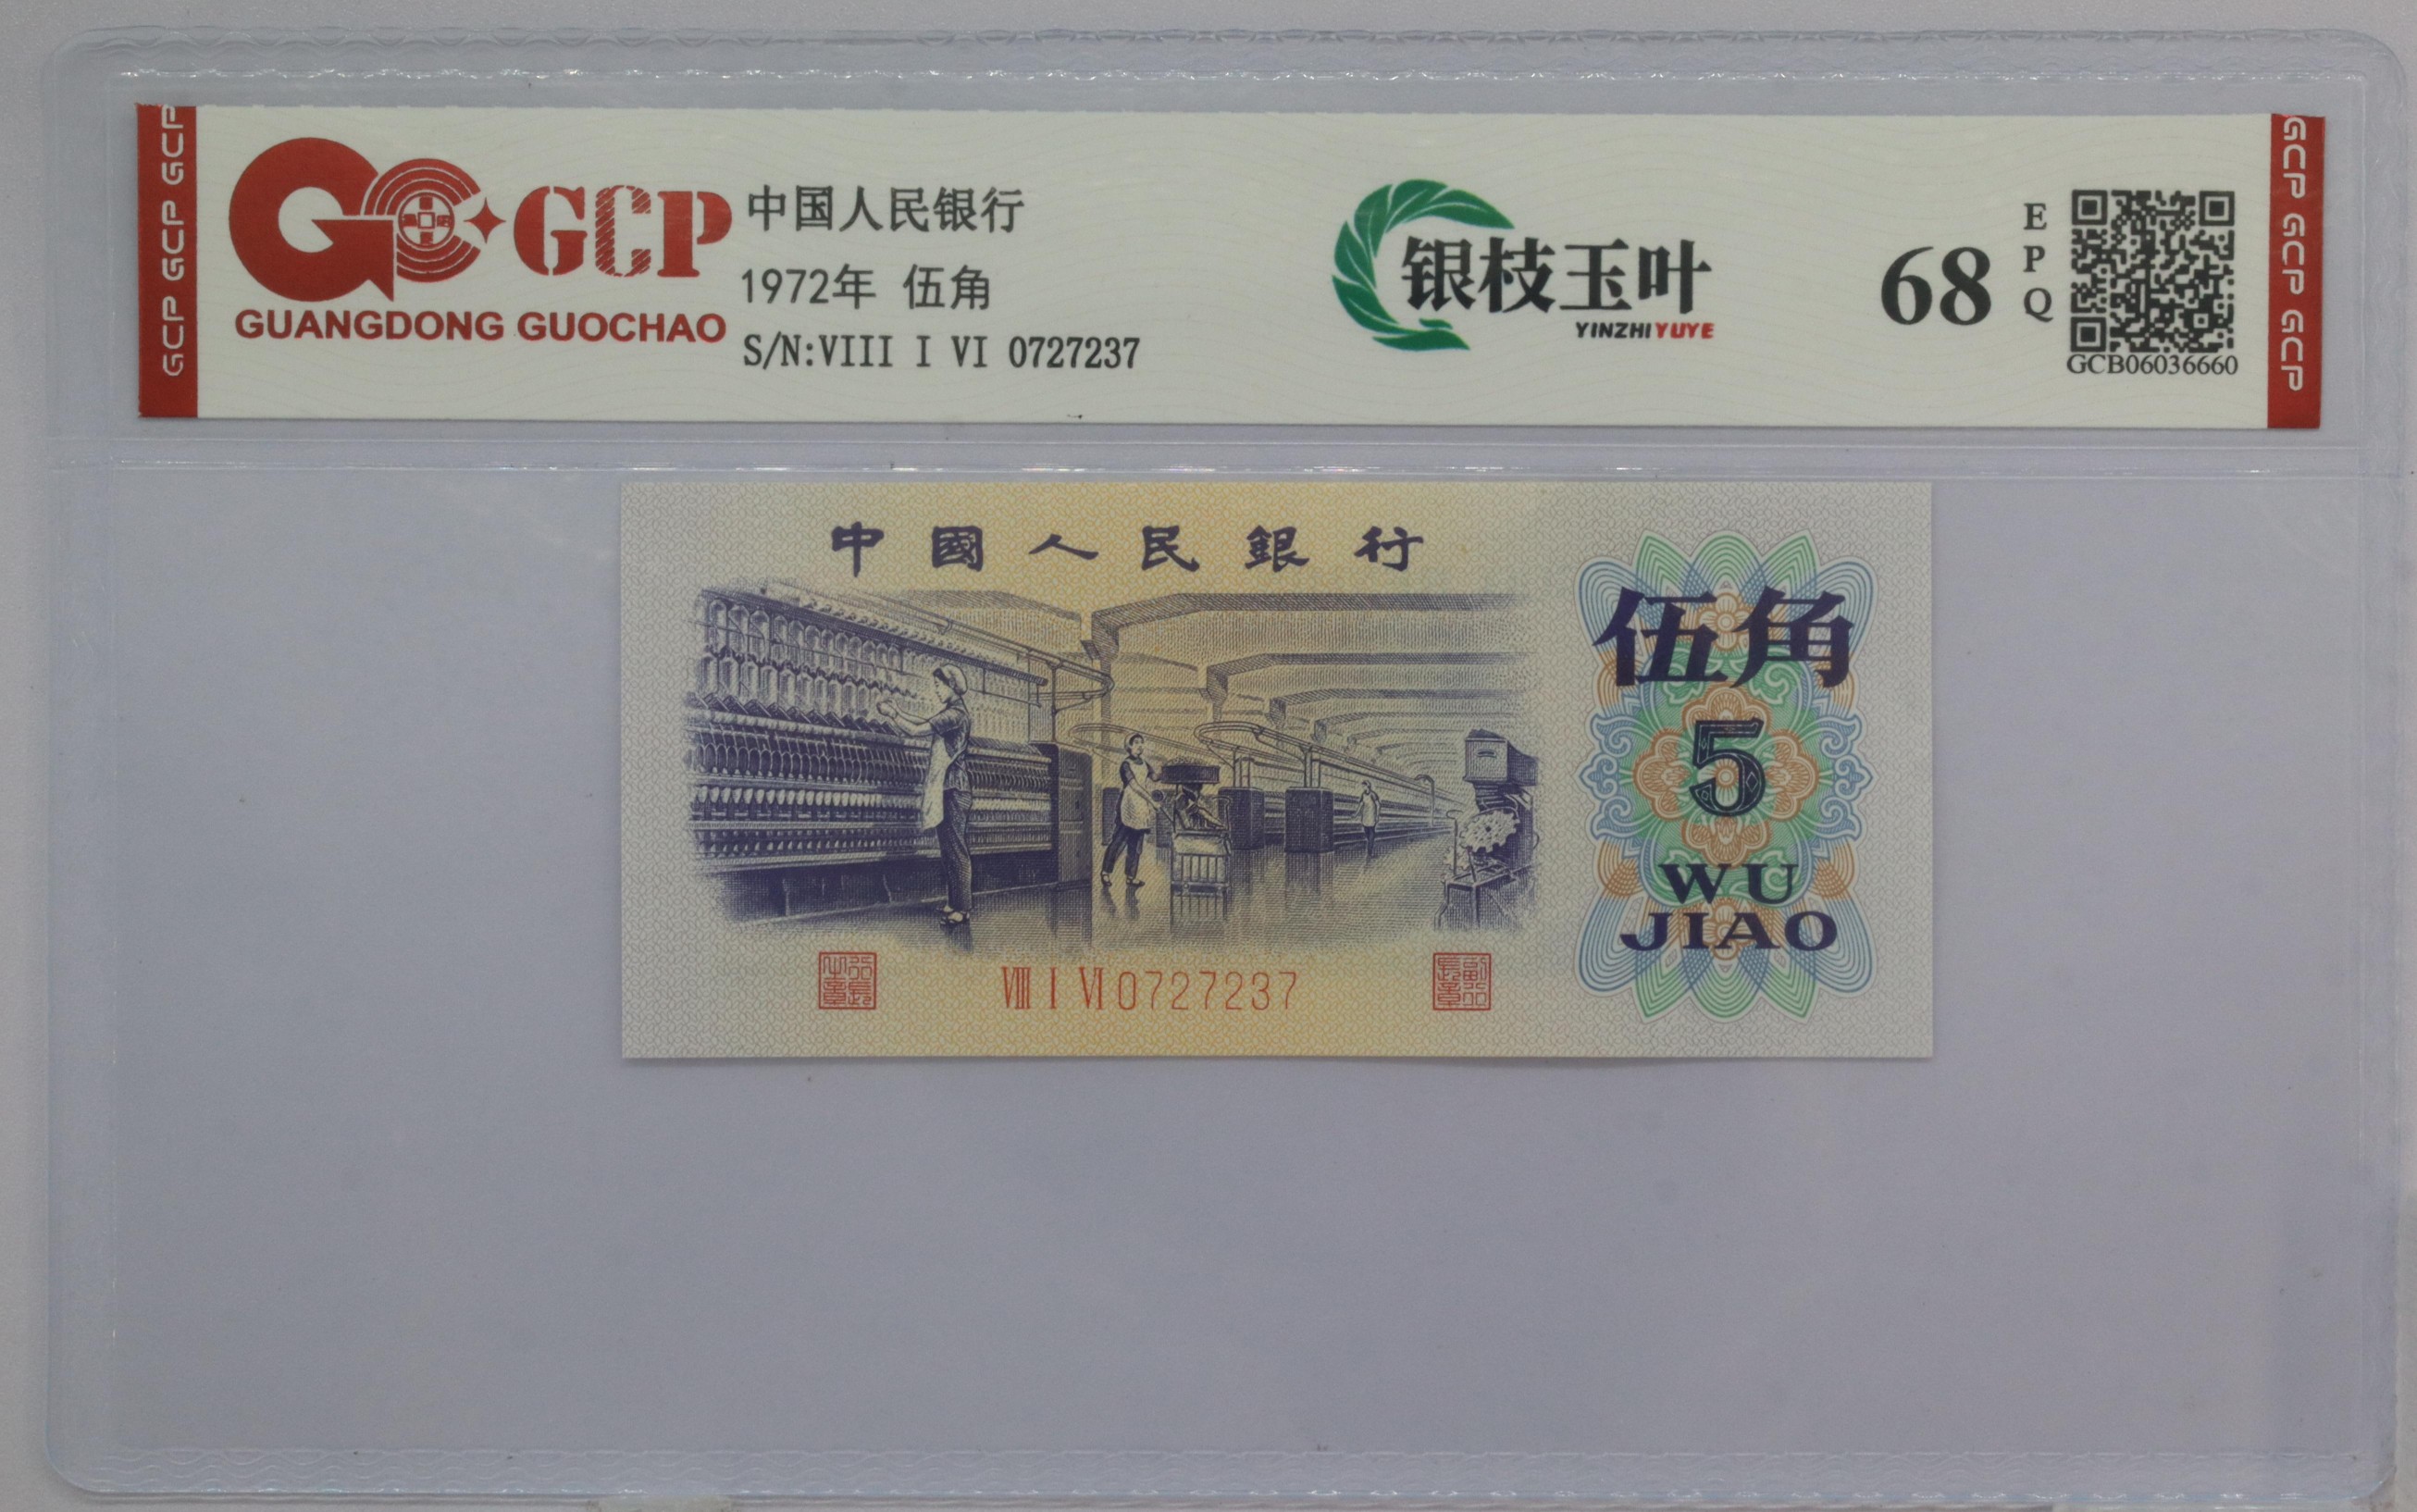 GCP GCP GCP
GCP
GUANGDONG GUOCHAO
中国人民银行
1972年 伍角
S/N:VIII I VI 0727237
银枝玉叶
YINZHIYUYE
68
E
P
Q
GCB06036660
GCP GCP GCP
中國人民銀行
伍角
5
WU
JIAO
VIII I VI 0727237